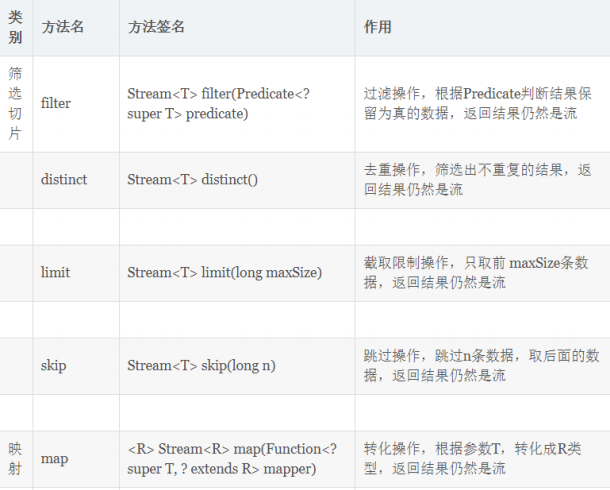 类别 方法名 方法签名 作用
筛选切片 filter Stream<T> filter(Predicate<? super T> predicate) 过滤操作，根据Predicate判断结果保留为真的数据，返回结果仍然是流
distinct Stream<T> distinct() 去重操作，筛选出不重复的结果，返回结果仍然是流
limit Stream<T> limit(long maxSize) 截取限制操作，只取前 maxSize条数据，返回结果仍然是流
skip Stream<T> skip(long n) 跳过操作，跳过n条数据，取后面的数据，返回结果仍然是流
映射 map <R> Stream<R> map(Function<? super T, ? extends R> mapper) 转化操作，根据参数T，转化成R类型，返回结果仍然是流